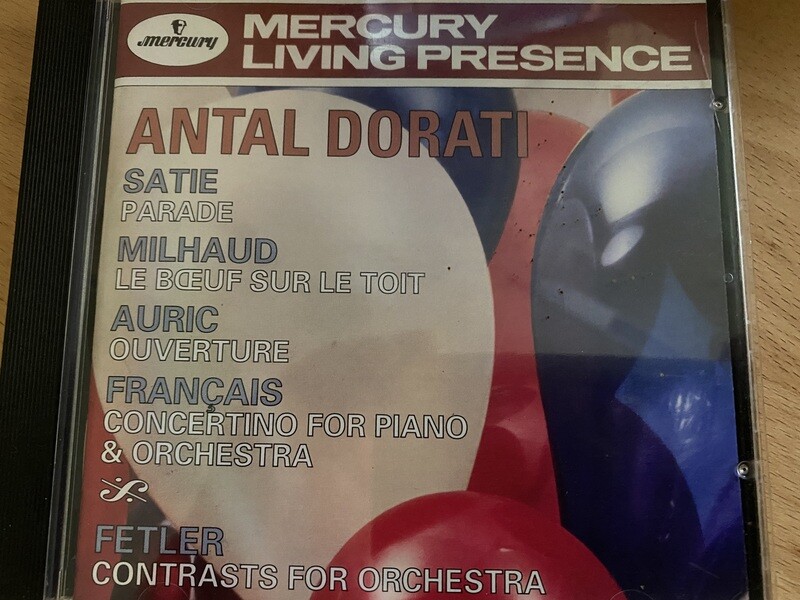 mercury
MERCURY
LIVING PRESENCE
ANTAL DORATI
SATIE
PARADE
MILHAUD
LE BŒUF SUR LE TOIT
AURIC
OUVERTURE
FRANÇAIS
CONCERTINO FOR PIANO
& ORCHESTRA
FETLER
CONTRASTS FOR ORCHESTRA